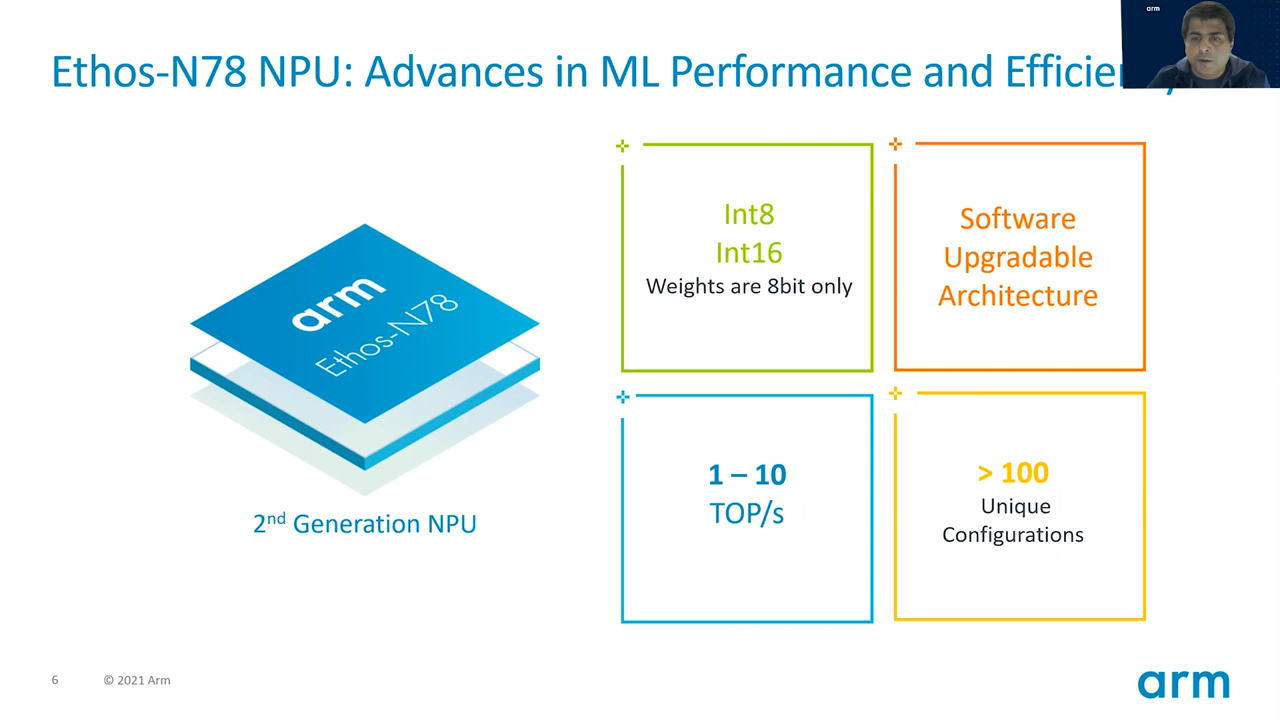 arm
Ethos-N78 NPU: Advances in ML Performance and
arm
Ethos-N78
2nd Generation NPU
Int8
Int16
Weights are 8bit only
Software
Upgradable
Architecture
1 – 10
TOP/s
> 100
Unique
Configurations
6 © 2021 Arm
arm